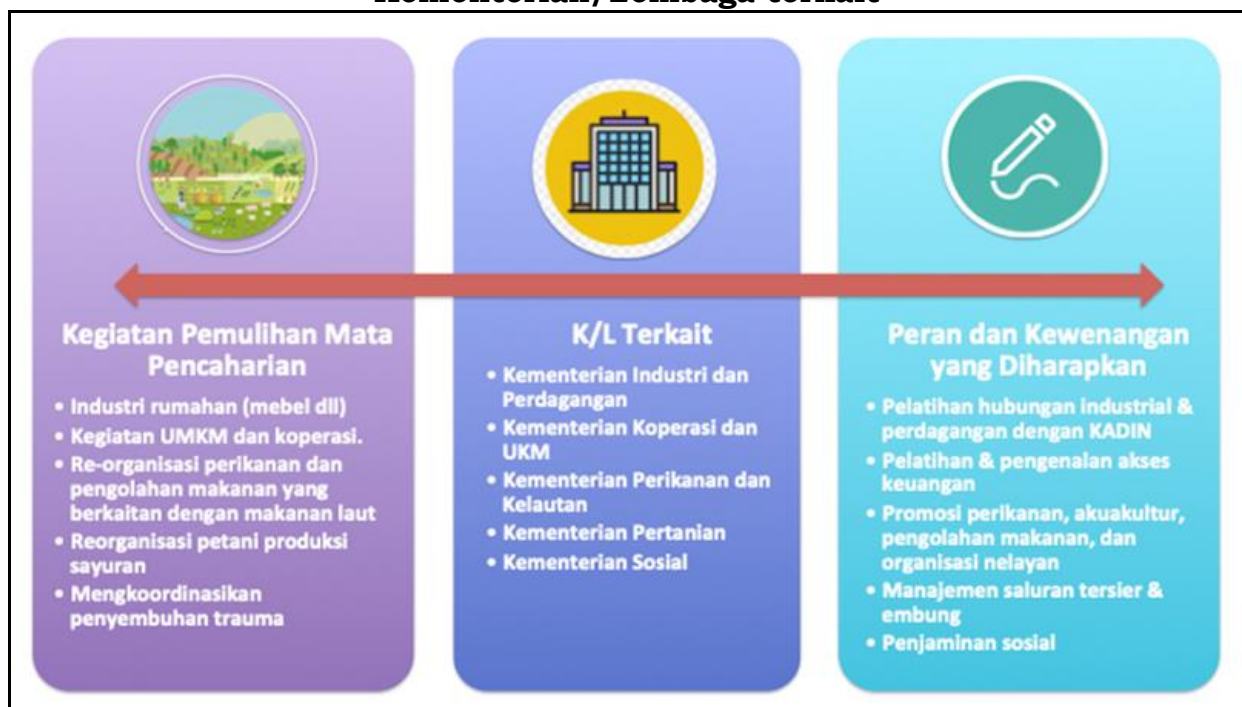 Kementerian/Lembaga terkait
Kegiatan Pemulihan Mata
Pencaharian
• Industri rumahan (mebel dll)
• Kegiatan UMKM dan koperasi.
• Re-organisasi perikanan dan
pengolahan makanan yang
berkaitan dengan makanan laut
• Reorganisasi petani produksi
sayuran
• Mengkoordinasikan
penyembuhan trauma
K/L Terkait
• Kementerian Industri dan
Perdagangan
• Kementerian Koperasi dan
UKM
• Kementerian Perikanan dan
Kelautan
• Kementerian Pertanian
• Kementerian Sosial
Peran dan Kewenangan
yang Diharapkan
• Pelatihan hubungan industrial &
perdagangan dengan KADIN
• Pelatihan & pengenalan akses
keuangan
• Promosi perikanan, akuakultur,
pengolahan makanan, dan
organisasi nelayan
• Manajemen saluran tersier &
embung
• Penjaminan sosial